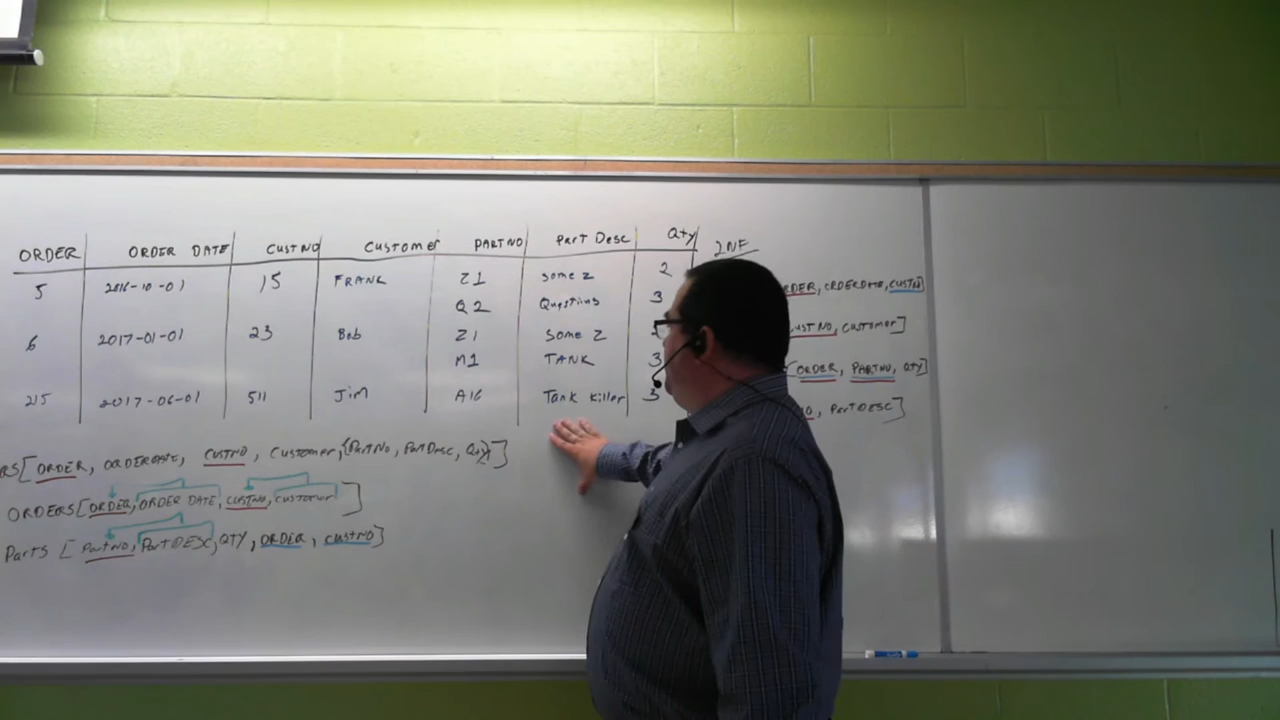 ORDER ORDER DATE CUSTNO Customer PARTNO Part Desc Qty
5 2016-10-01 15 FRANK Z1 Some Z 2
Q2 Questions 3
6 2017-01-01 23 Bob Z1 Some Z
M1 TANK 3
215 2017-06-01 511 Jim A16 Tank Killer 3
RS[ORDER, ORDERDATE, CUSTNO, Customer,{PartNo, PartDesc, Qty}]
ORDERS[ORDER, ORDER DATE, CUSTNO, Customer]
Parts [PartNO, PartDESC, QTY, ORDER, CUSTNO]
2NF
RDER, ORDERDATE, CUSTNO]
USTNO, CUSTOMER]
[ORDER, PARTNO, QTY]
O, PartDESC]